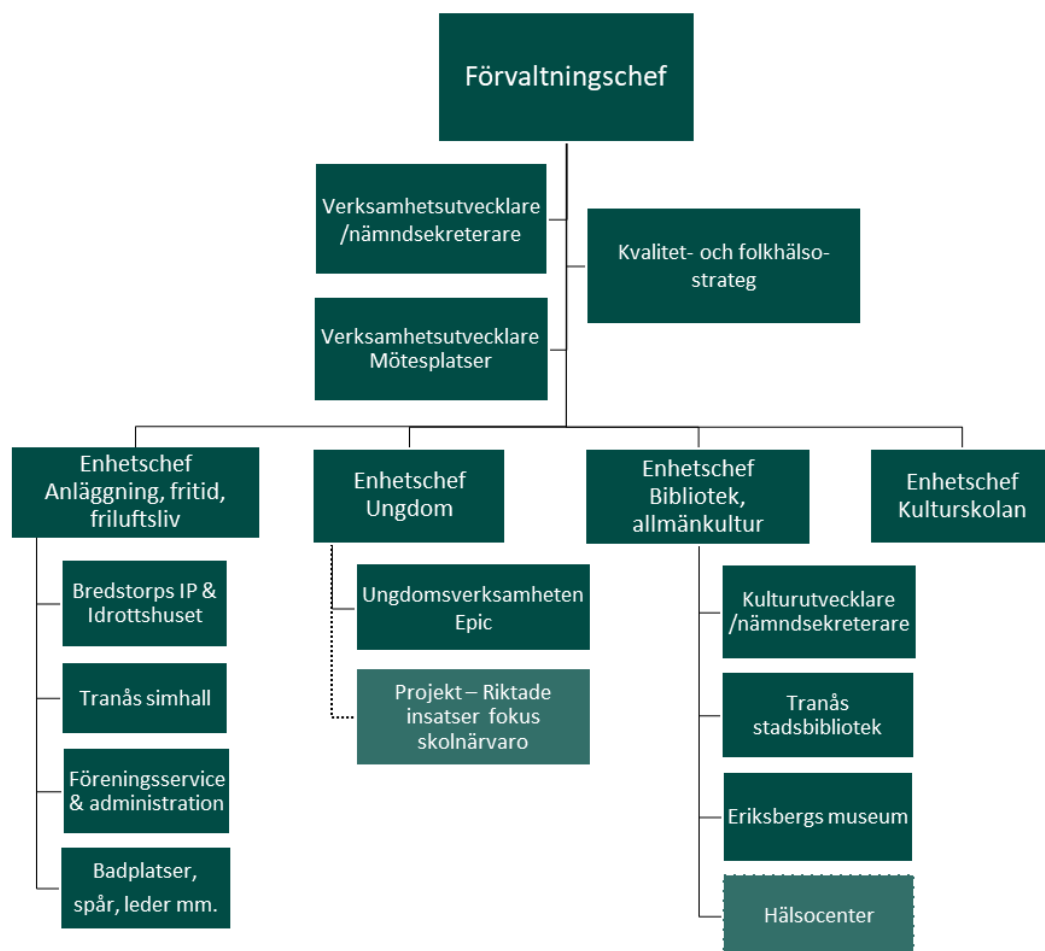 Förvaltningschef
Verksamhetsutvecklare
/nämndsekreterare
Kvalitet- och folkhälso-
strateg
Verksamhetsutvecklare
Mötesplatser
Enhetschef
Anläggning, fritid,
friluftsliv
Enhetschef
Ungdom
Enhetschef
Bibliotek,
allmänkultur
Enhetschef
Kulturskolan
Bredstorps IP &
Idrottshuset
Tranås simhall
Föreningsservice
& administration
Badplatser,
spår, leder mm.
Ungdomsverksamheten
Epic
Projekt – Riktade
insatser fokus
skolnärvaro
Kulturutvecklare
/nämndsekreterare
Tranås
stadsbibliotek
Eriksbergs museum
Hälsocenter